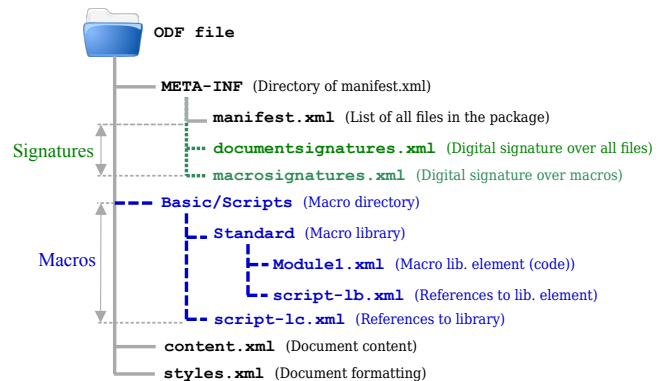 ODF file
META-INF (Directory of manifest.xml)
manifest.xml (List of all files in the package)
Signatures
documentsignatures.xml (Digital signature over all files)
macrosignatures.xml (Digital signature over macros)
Basic/Scripts (Macro directory)
Standard (Macro library)
Macros
Module1.xml (Macro lib. element (code))
script-lb.xml (References to lib. element)
script-lc.xml (References to library)
content.xml (Document content)
styles.xml (Document formatting)